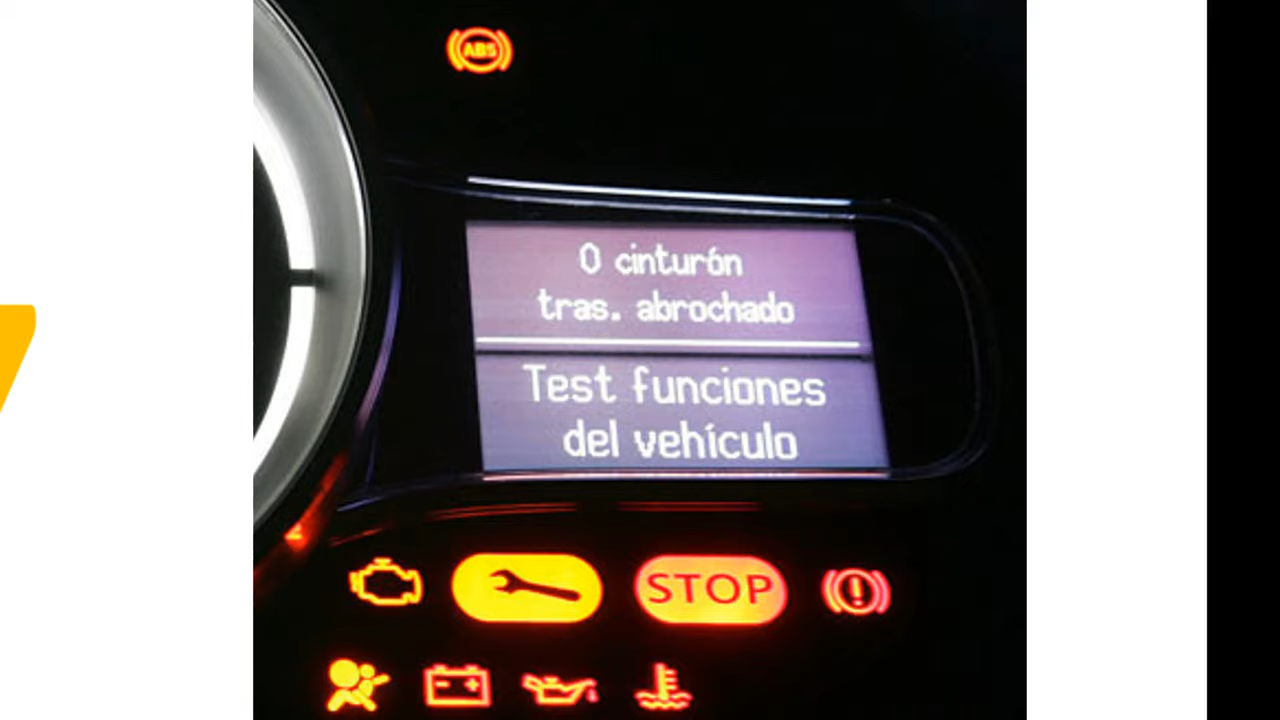 ABS
0 cinturón
tras. abrochado
Test funciones
del vehículo
STOP